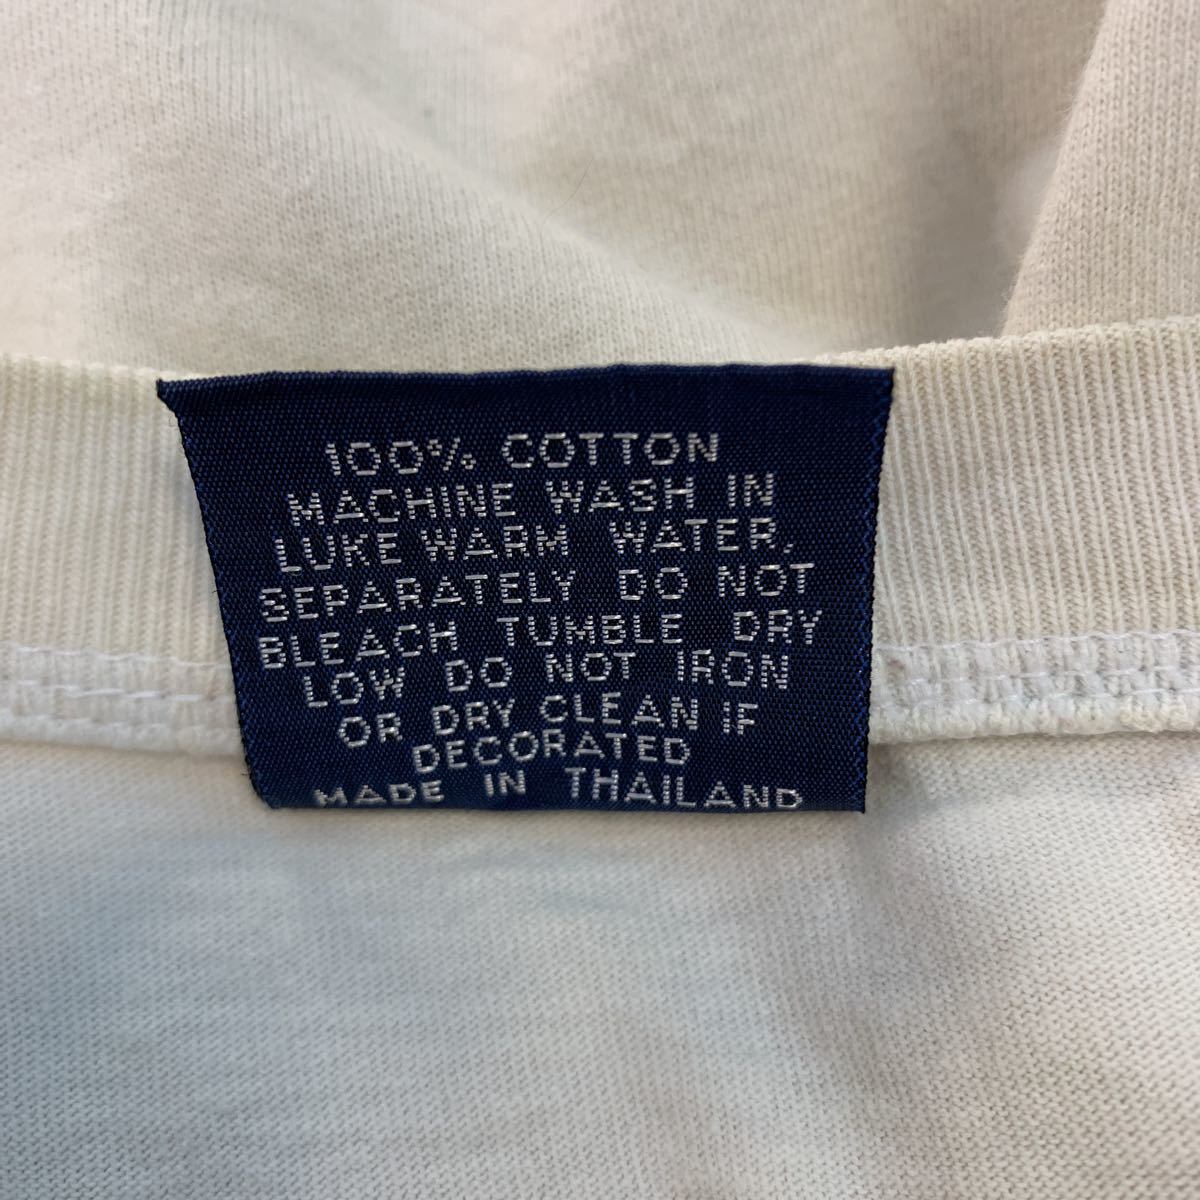 100% COTTON
MACHINE WASH IN
LUKE WARM WATER,
SEPARATELY DO NOT
BLEACH TUMBLE DRY
LOW DO NOT IRON
OR DRY CLEAN IF
DECORATED
MADE IN THAILAND